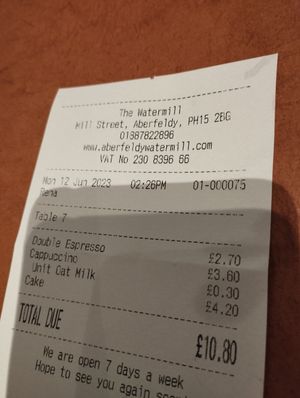 The Watermill
Mill Street, Aberfeldy, PH15 2BG
01887822896
www.aberfeldywatermill.com
VAT No 230 8396 66
Mon 12 Jun 2023 02:26PM 01-000075
Rena
Table 7
Double Espresso £2.70
Cappuccino £3.60
Unit Oat Milk £0.30
Cake £4.20
TOTAL DUE £10.80
We are open 7 days a week
Hope to see you again soon